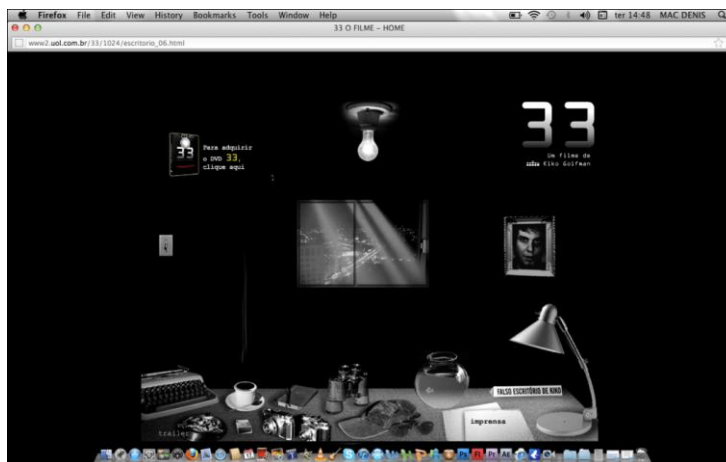 Firefox File Edit View History Bookmarks Tools Window Help
ter 14:48 MAC DENIS
33 O FILME – HOME
www2.uol.com.br/33/1024/escritorio_06.html
33
Para adquirir
o DVD 33,
clique aqui
33
Um filme de
Kiko Goifman
FALSO ESCRITÓRIO DE KIKO
imprensa
trailer